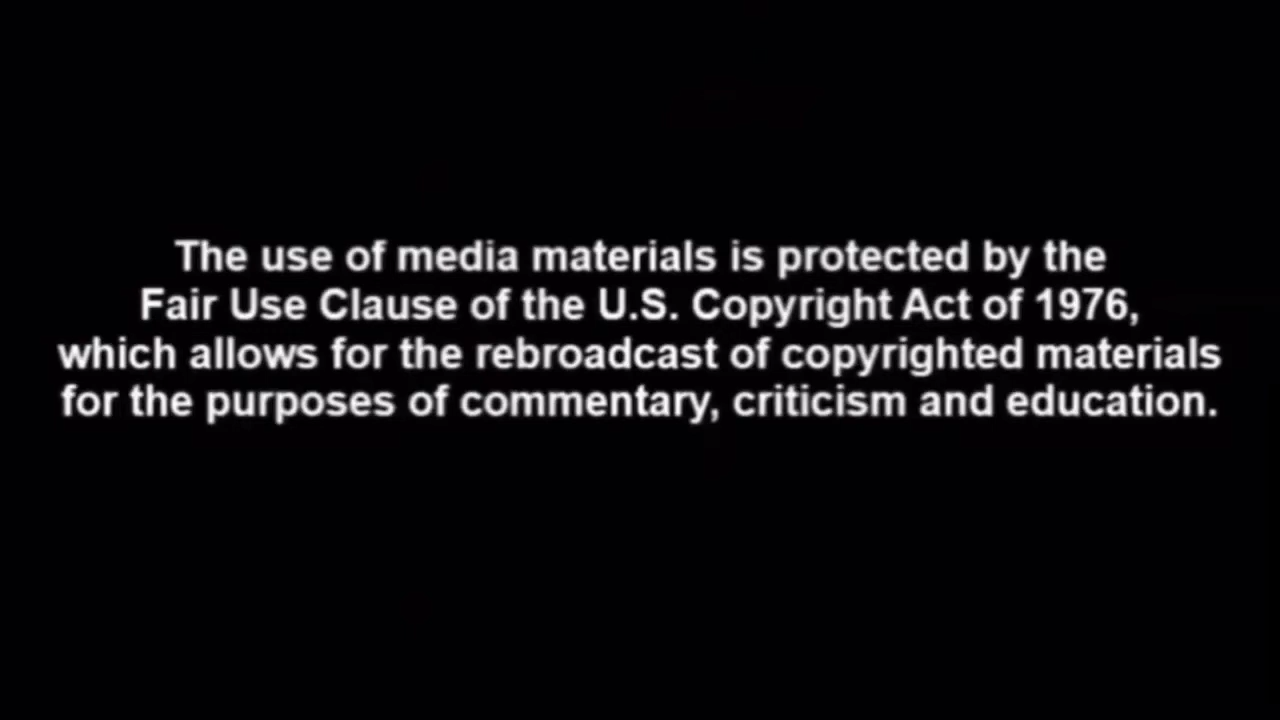 The use of media materials is protected by the
Fair Use Clause of the U.S. Copyright Act of 1976,
which allows for the rebroadcast of copyrighted materials
for the purposes of commentary, criticism and education.